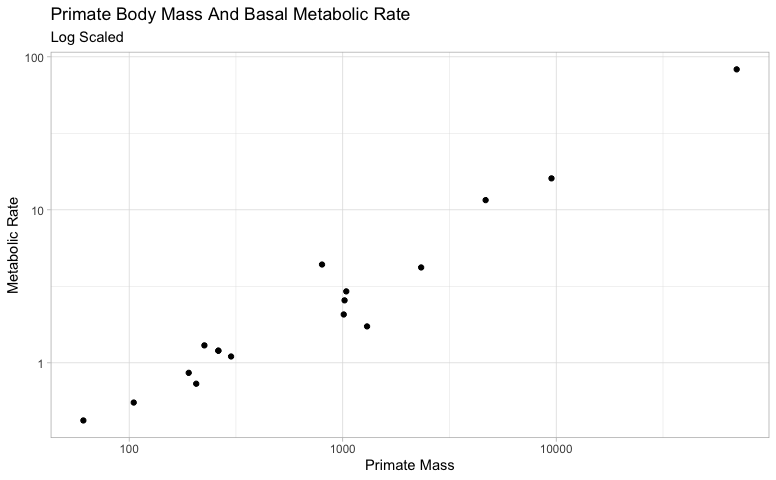 Primate Body Mass And Basal Metabolic Rate
Log Scaled
100
10
1
Metabolic Rate
100
1000
10000
Primate Mass